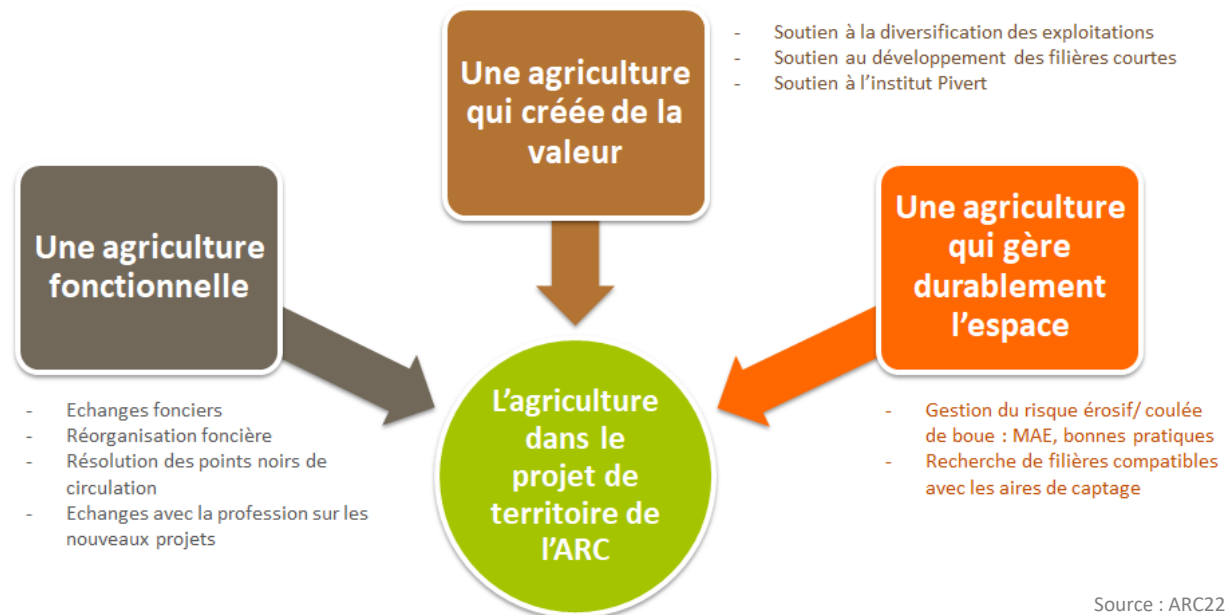 Une agriculture
qui créée de la
valeur
- Soutien à la diversification des exploitations
- Soutien au développement des filières courtes
- Soutien à l'institut Pivert
Une agriculture
fonctionnelle
- Echanges fonciers
- Réorganisation foncière
- Résolution des points noirs de
circulation
- Echanges avec la profession sur les
nouveaux projets
Une agriculture
qui gère
durablement
l'espace
- Gestion du risque érosif/ coulée
de boue : MAE, bonnes pratiques
- Recherche de filières compatibles
avec les aires de captage
L'agriculture
dans le
projet de
territoire de
l'ARC
Source : ARC22